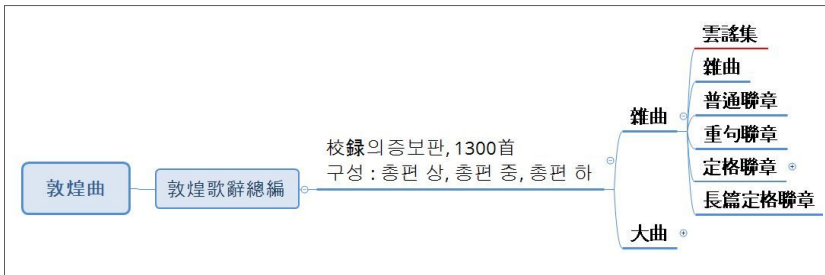 敦煌曲
敦煌歌辭總編
校録의증보판, 1300首
구성 : 총편 상, 총편 중, 총편 하
雜曲
雲謠集
雜曲
普通聯章
重句聯章
定格聯章
長篇定格聯章
大曲